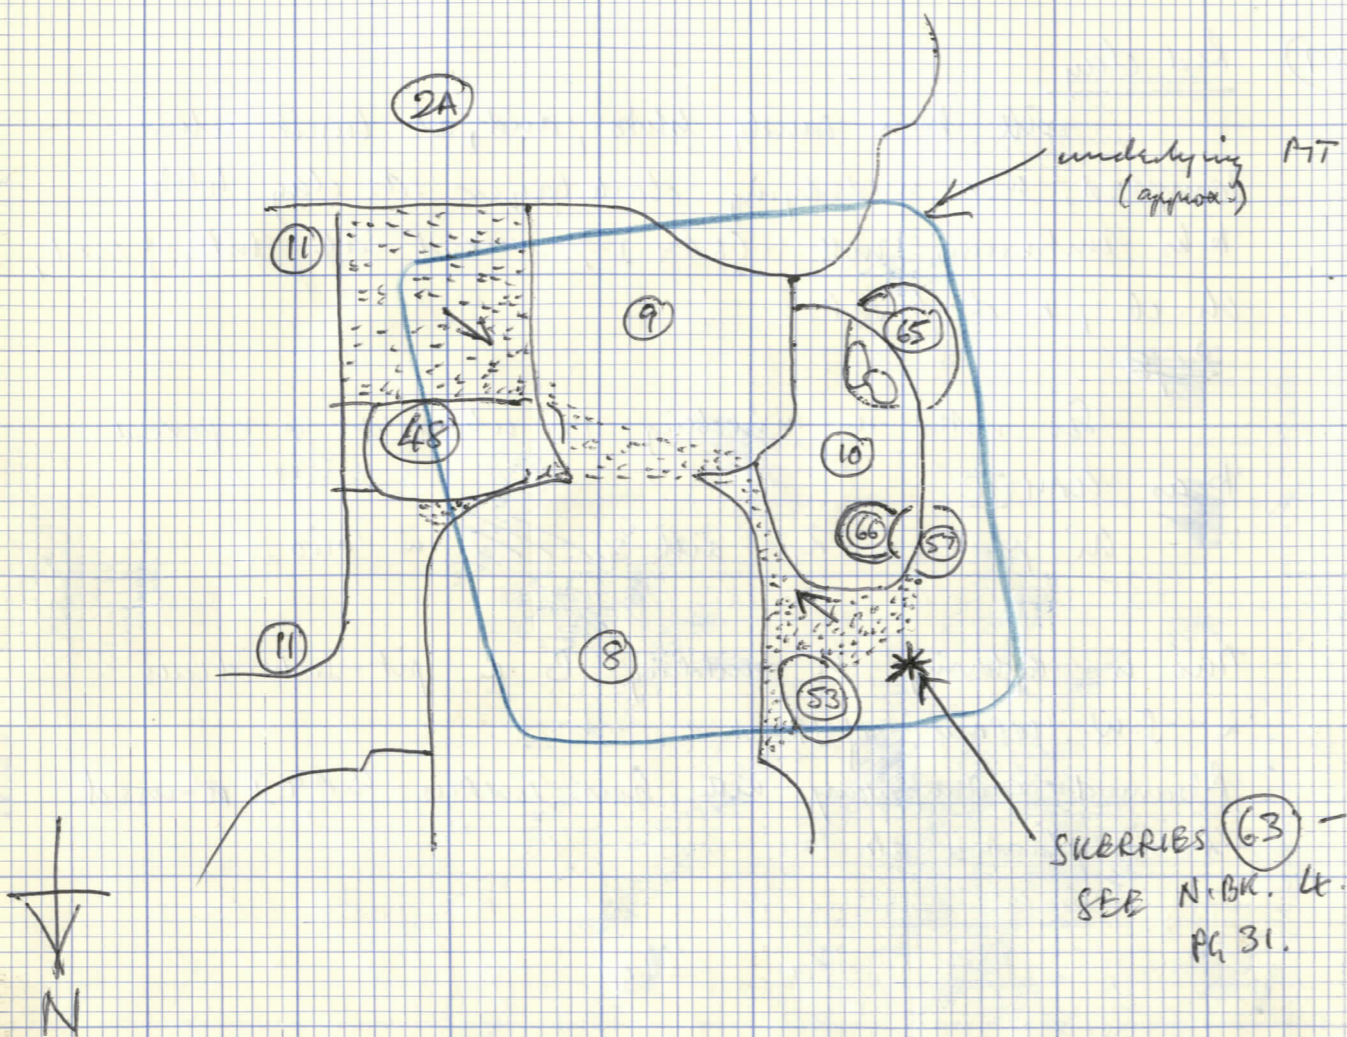 2A
underlying PIT
(approx.)
11
9
65
48
10
66
57
11
8
53
SKERRIES 63 -
SEE N.BK. 4.
PG 31.
N